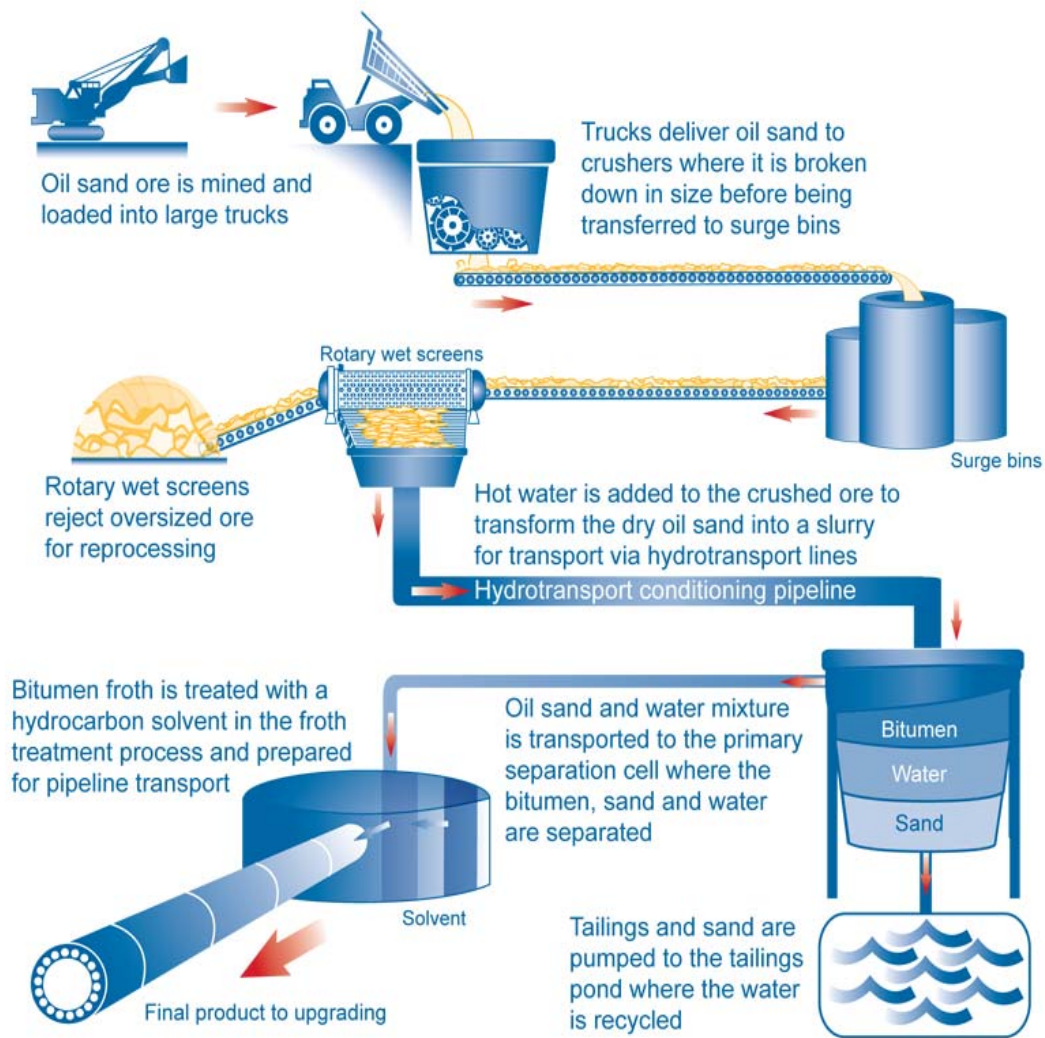 Oil sand ore is mined and
loaded into large trucks
Trucks deliver oil sand to
crushers where it is broken
down in size before being
transferred to surge bins
Rotary wet screens
Surge bins
Rotary wet screens
reject oversized ore
for reprocessing
Hot water is added to the crushed ore to
transform the dry oil sand into a slurry
for transport via hydrotransport lines
Hydrotransport conditioning pipeline
Bitumen froth is treated with a
hydrocarbon solvent in the froth
treatment process and prepared
for pipeline transport
Oil sand and water mixture
is transported to the primary
separation cell where the
bitumen, sand and water
are separated
Bitumen
Water
Sand
Solvent
Final product to upgrading
Tailings and sand are
pumped to the tailings
pond where the water
is recycled